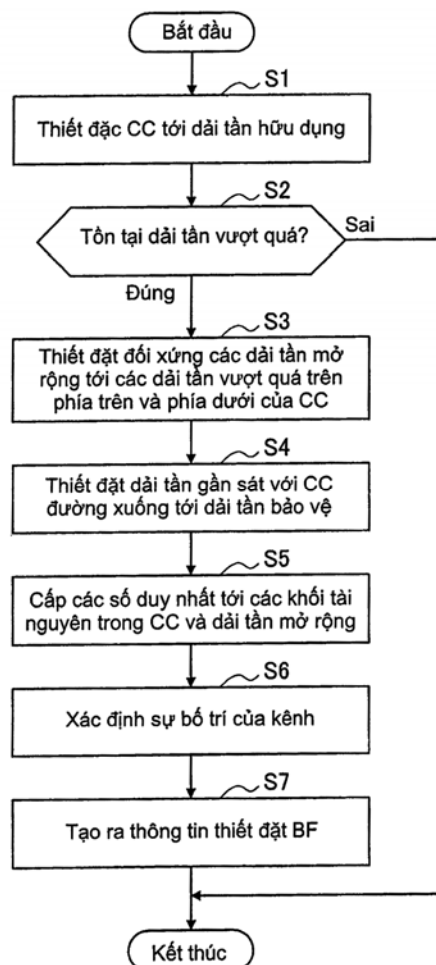 Bắt đầu
S1
Thiết đặc CC tới dải tần hữu dụng
S2
Tồn tại dải tần vượt quá?
Sai
Đúng
S3
Thiết đặt đối xứng các dải tần mở
rộng tới các dải tần vượt quá trên
phía trên và phía dưới của CC
S4
Thiết đặt dải tần gần sát với CC
đường xuống tới dải tần bảo vệ
S5
Cấp các số duy nhất tới các khối tài
nguyên trong CC và dải tần mở rộng
S6
Xác định sự bố trí của kênh
S7
Tạo ra thông tin thiết đặt BF
Kết thúc